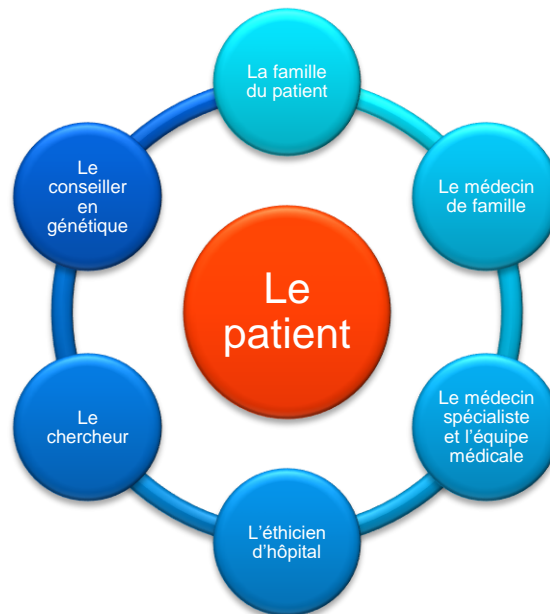 La famille
du patient
Le médecin
de famille
Le médecin
spécialiste
et l'équipe
médicale
L'éthicien
d'hôpital
Le
chercheur
Le
conseiller
en
génétique
Le
patient